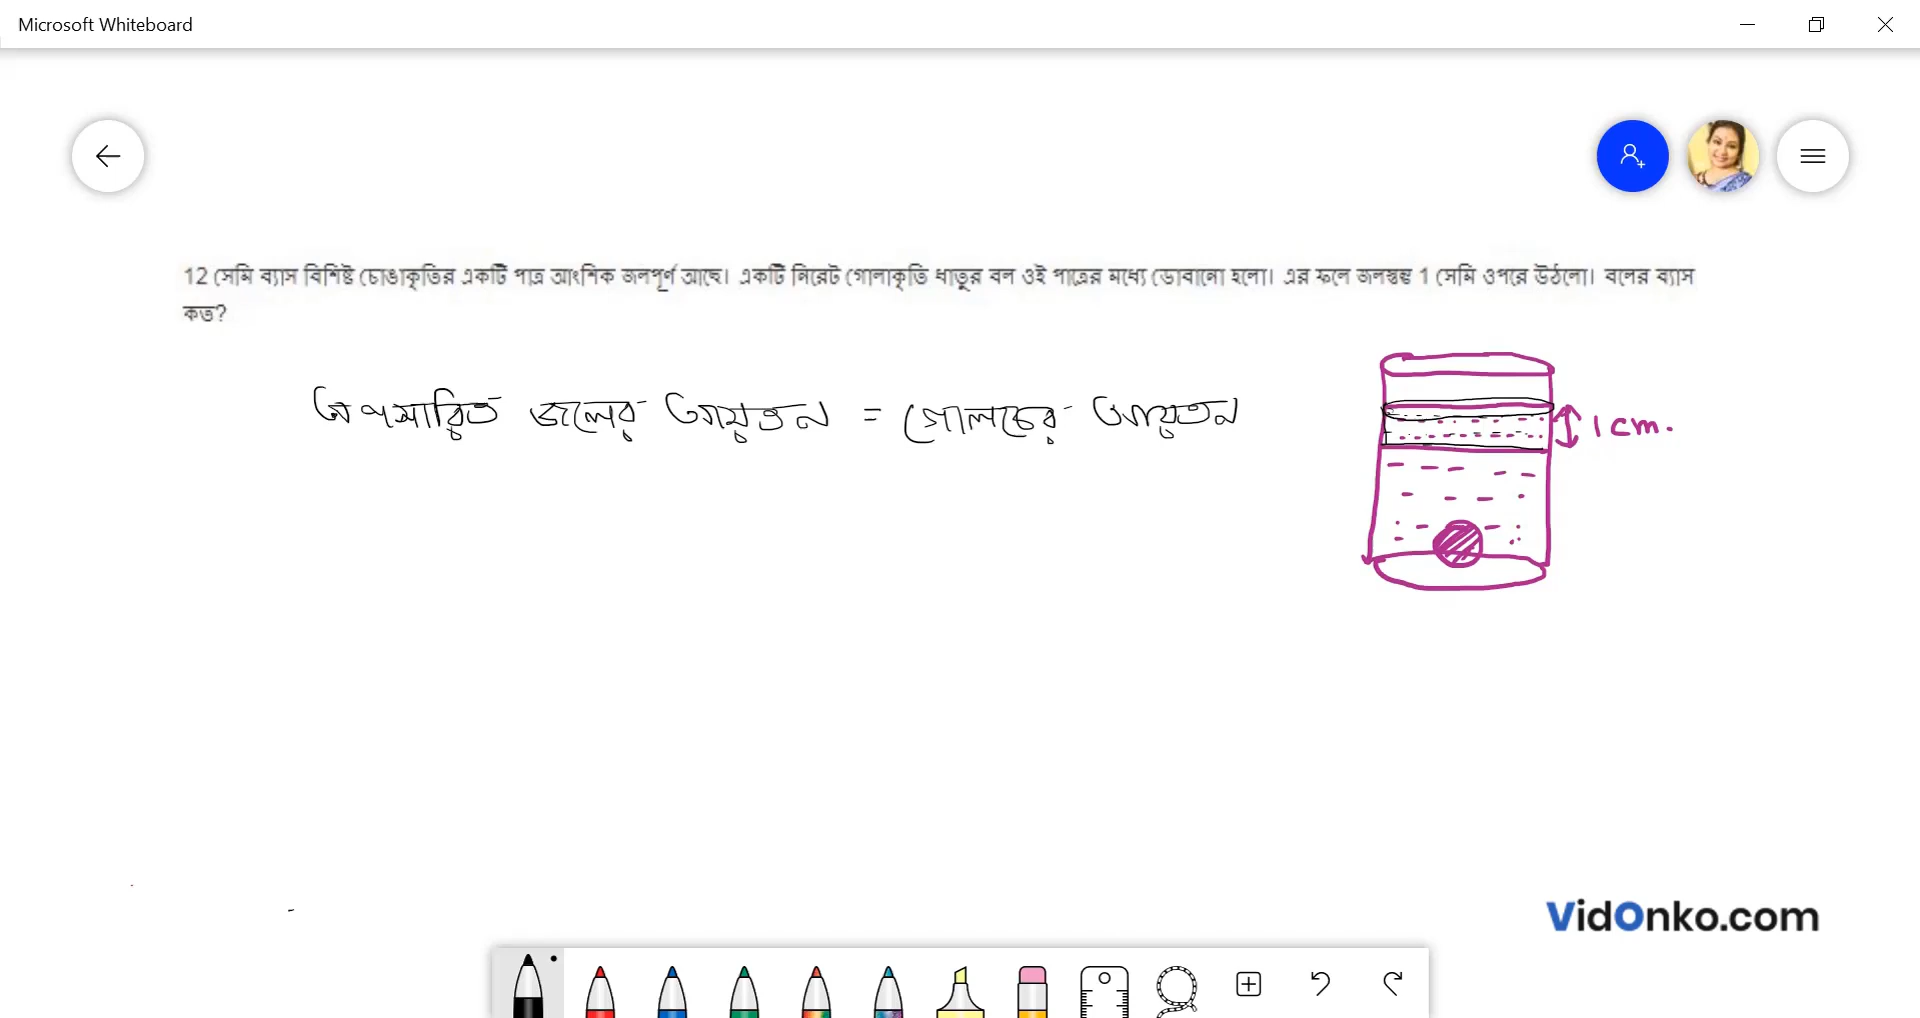 Microsoft Whiteboard
12 সেমি ব্যাস বিশিষ্ট চোঙাকৃতির একটি পাত্র আংশিক জলপূর্ণ আছে। একটি নিরেট গোলাকৃতি ধাতুর বল ওই পাত্রের মধ্যে ডোবানো হলো। এর ফলে জলস্তম্ভ 1 সেমি ওপরে উঠলো। বলের ব্যাস
কত?
অপসারিত জলের আয়তন = গোলকের আয়তন
1 cm.
VidOnko.com